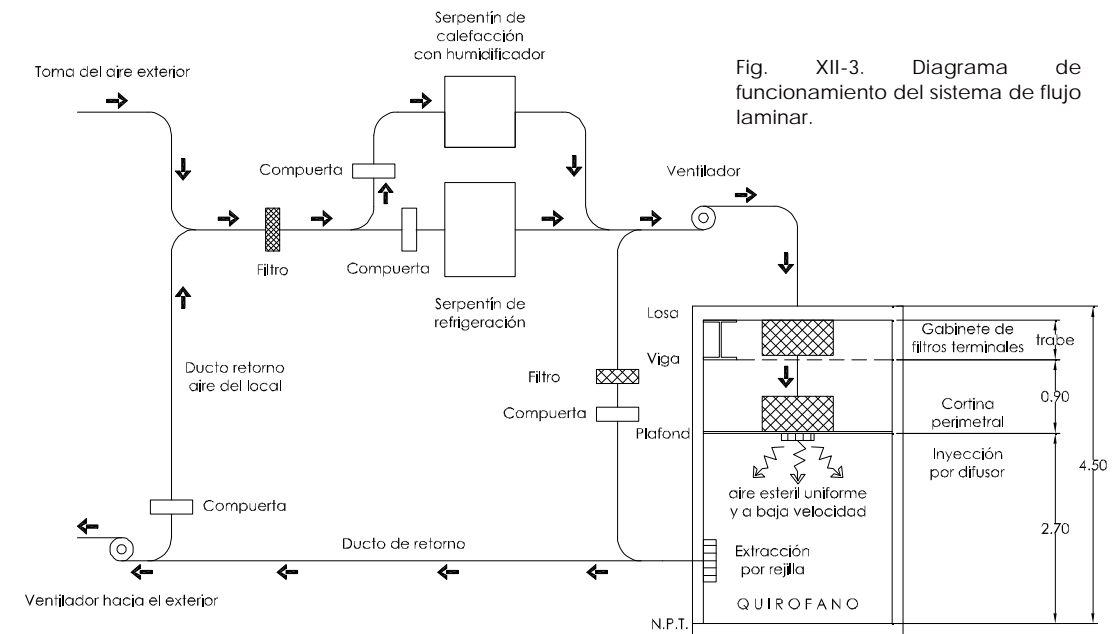 Serpentín de
calefacción
con humidificador
Toma del aire exterior
Fig. XII-3. Diagrama de
funcionamiento del sistema de flujo
laminar.
Compuerta
Ventilador
Filtro
Compuerta
Serpentín de
refrigeración
Losa
Gabinete de
filtros terminales
trabe
Viga
Ducto retorno
aire del local
Filtro
0.90
Compuerta
Cortina
perimetral
Plafond
Inyección
por difusor
4.50
aire esteril uniforme
y a baja velocidad
Compuerta
2.70
Ducto de retorno
Extracción
por rejilla
Ventilador hacia el exterior
QUIROFANO
N.P.T.